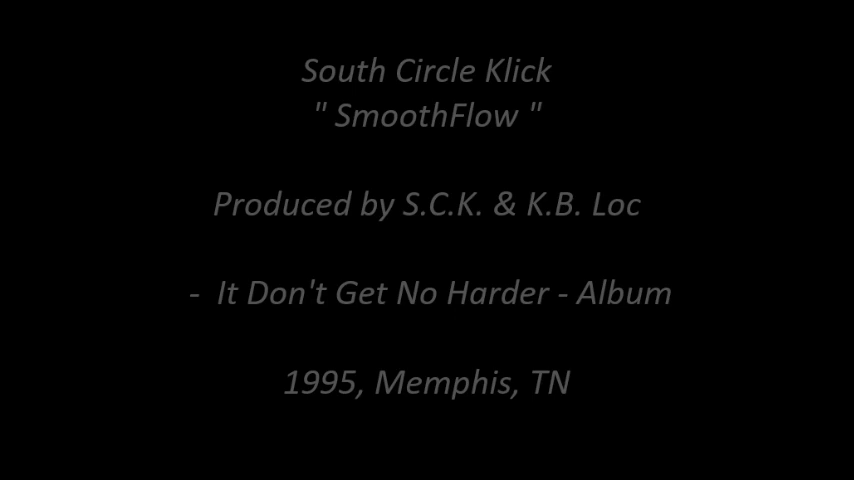 South Circle Klick
" SmoothFlow "
Produced by S.C.K. & K.B. Loc
- It Don't Get No Harder - Album
1995, Memphis, TN